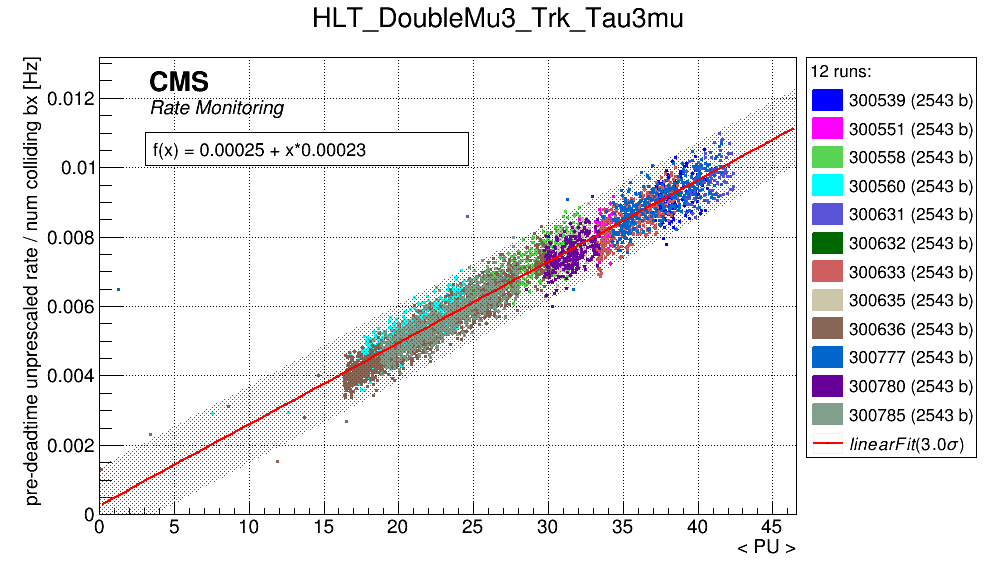 HLT_DoubleMu3_Trk_Tau3mu
pre-deadtime unprescaled rate / num colliding bx [Hz]
CMS
Rate Monitoring
f(x) = 0.00025 + x*0.00023
0.012
0.01
0.008
0.006
0.004
0.002
0
0 5 10 15 20 25 30 35 40 45
< PU >
12 runs:
300539 (2543 b)
300551 (2543 b)
300558 (2543 b)
300560 (2543 b)
300631 (2543 b)
300632 (2543 b)
300633 (2543 b)
300635 (2543 b)
300636 (2543 b)
300777 (2543 b)
300780 (2543 b)
300785 (2543 b)
linearFit(3.0σ)